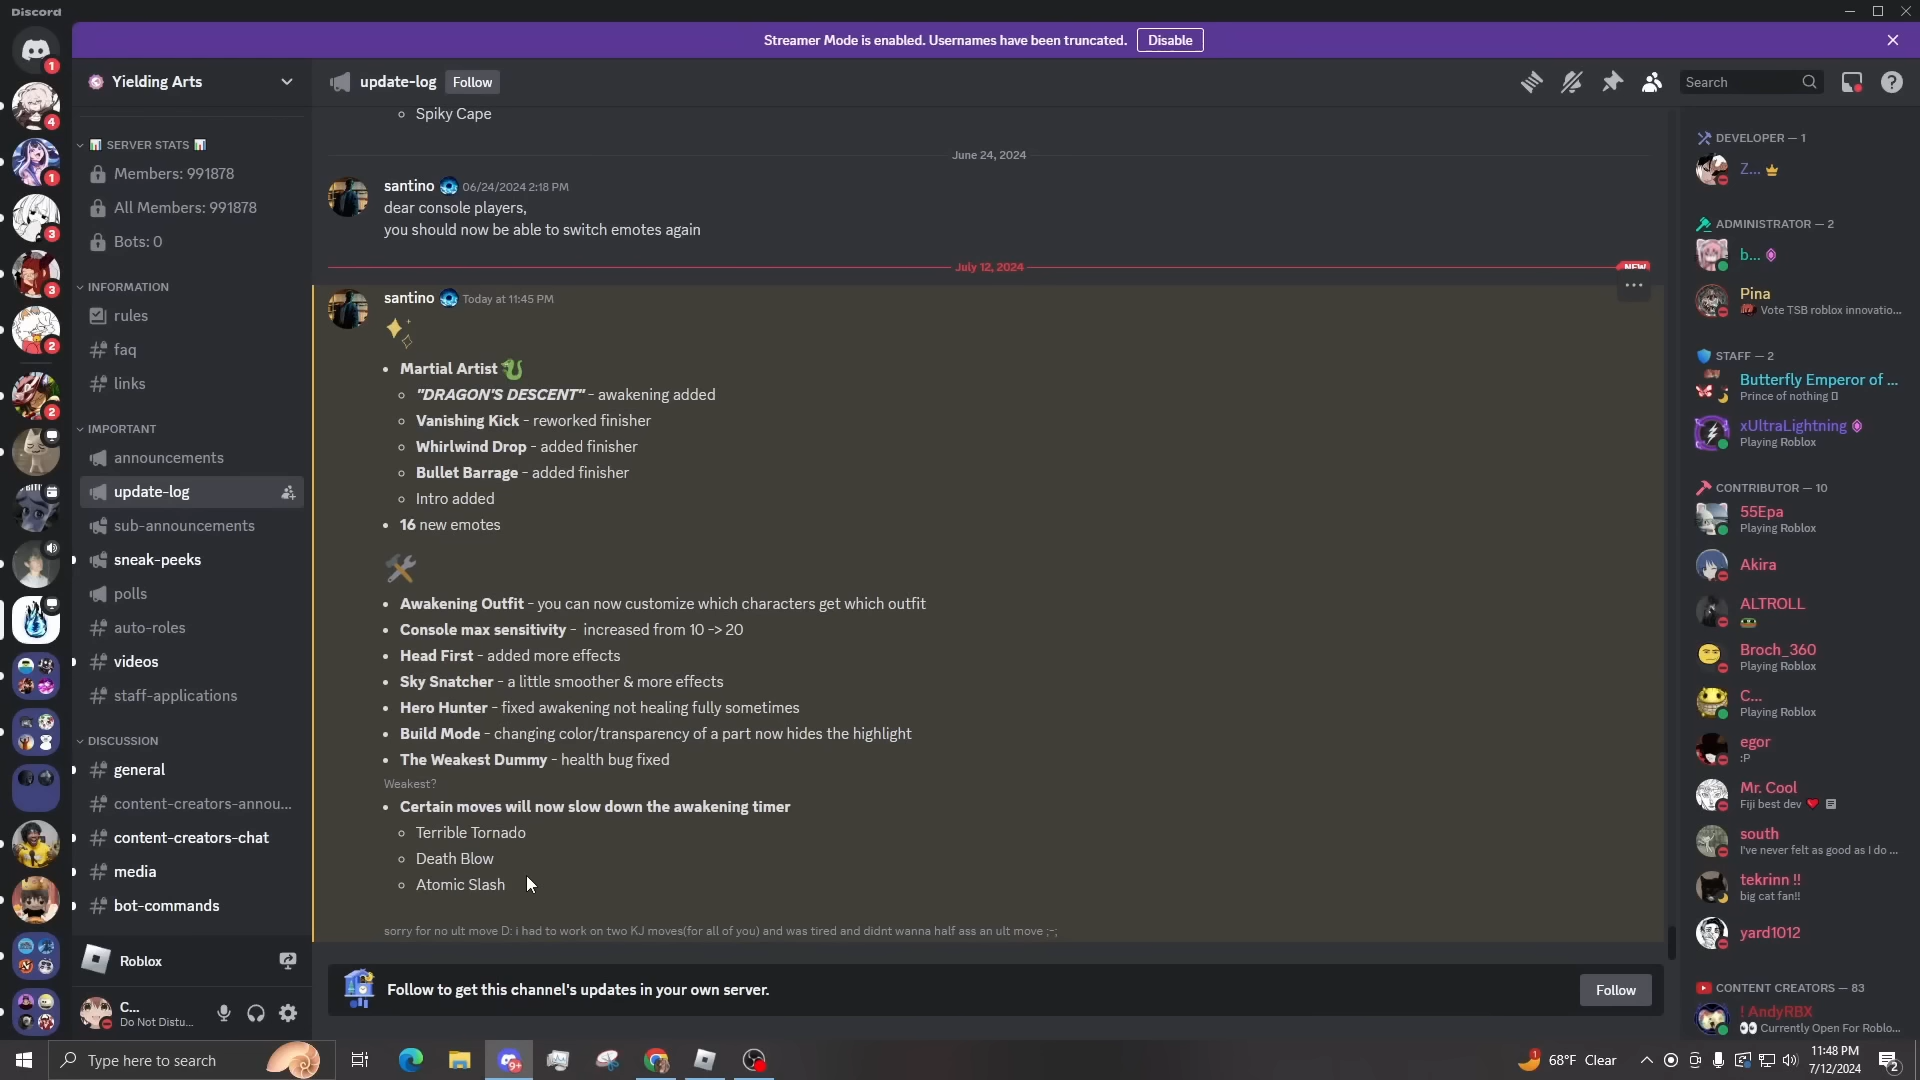 Discord
Streamer Mode is enabled. Usernames have been truncated.
Disable
Yielding Arts
update-log
Follow
Search
SERVER STATS
Members: 991878
All Members: 991878
Bots: 0
INFORMATION
rules
faq
links
IMPORTANT
announcements
update-log
sub-announcements
sneak-peeks
polls
auto-roles
videos
staff-applications
DISCUSSION
general
content-creators-annou...
content-creators-chat
media
bot-commands
Roblox
C...
Do Not Distu...
Spiky Cape
June 24, 2024
santino 06/24/2024 2:18 PM
dear console players,
you should now be able to switch emotes again
July 12, 2024
NEW
santino Today at 11:45 PM
Martial Artist
"DRAGON'S DESCENT" - awakening added
Vanishing Kick - reworked finisher
Whirlwind Drop - added finisher
Bullet Barrage - added finisher
Intro added
16 new emotes
Awakening Outfit - you can now customize which characters get which outfit
Console max sensitivity - increased from 10 -> 20
Head First - added more effects
Sky Snatcher - a little smoother & more effects
Hero Hunter - fixed awakening not healing fully sometimes
Build Mode - changing color/transparency of a part now hides the highlight
The Weakest Dummy - health bug fixed
Weakest?
Certain moves will now slow down the awakening timer
Terrible Tornado
Death Blow
Atomic Slash
sorry for no ult move D: i had to work on two KJ moves(for all of you) and was tired and didnt wanna half ass an ult move ;-;
Follow to get this channel's updates in your own server.
Follow
DEVELOPER — 1
Z...
ADMINISTRATOR — 2
b...
Pina
Vote TSB roblox innovatio...
STAFF — 2
Butterfly Emperor of ...
Prince of nothing
xUltraLightning
Playing Roblox
CONTRIBUTOR — 10
55Epa
Playing Roblox
Akira
ALTROLL
Broch_360
Playing Roblox
C...
Playing Roblox
egor
:P
Mr. Cool
Fiji best dev
south
I've never felt as good as I do ...
tekrinn !!
big cat fan!!
yard1012
CONTENT CREATORS — 83
! AndyRBX
Currently Open For Roblo...
Type here to search
68°F Clear
11:48 PM
7/12/2024